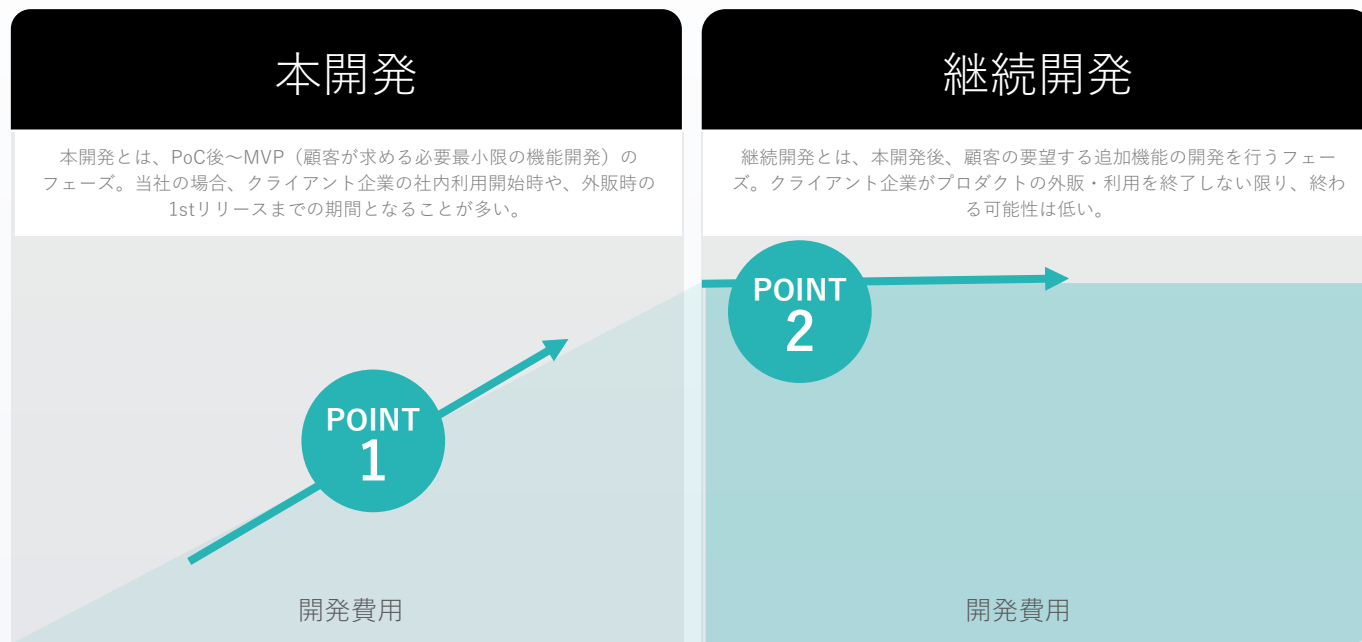 本開発
本開発とは、PoC後～MVP（顧客が求める必要最小限の機能開発）の
フェーズ。当社の場合、クライアント企業の社内利用開始時や、外販時の
1stリリースまでの期間となることが多い。
POINT
1
開発費用
継続開発
継続開発とは、本開発後、顧客の要望する追加機能の開発を行うフェー
ズ。クライアント企業がプロダクトの外販・利用を終了しない限り、終わ
る可能性は低い。
POINT
2
開発費用